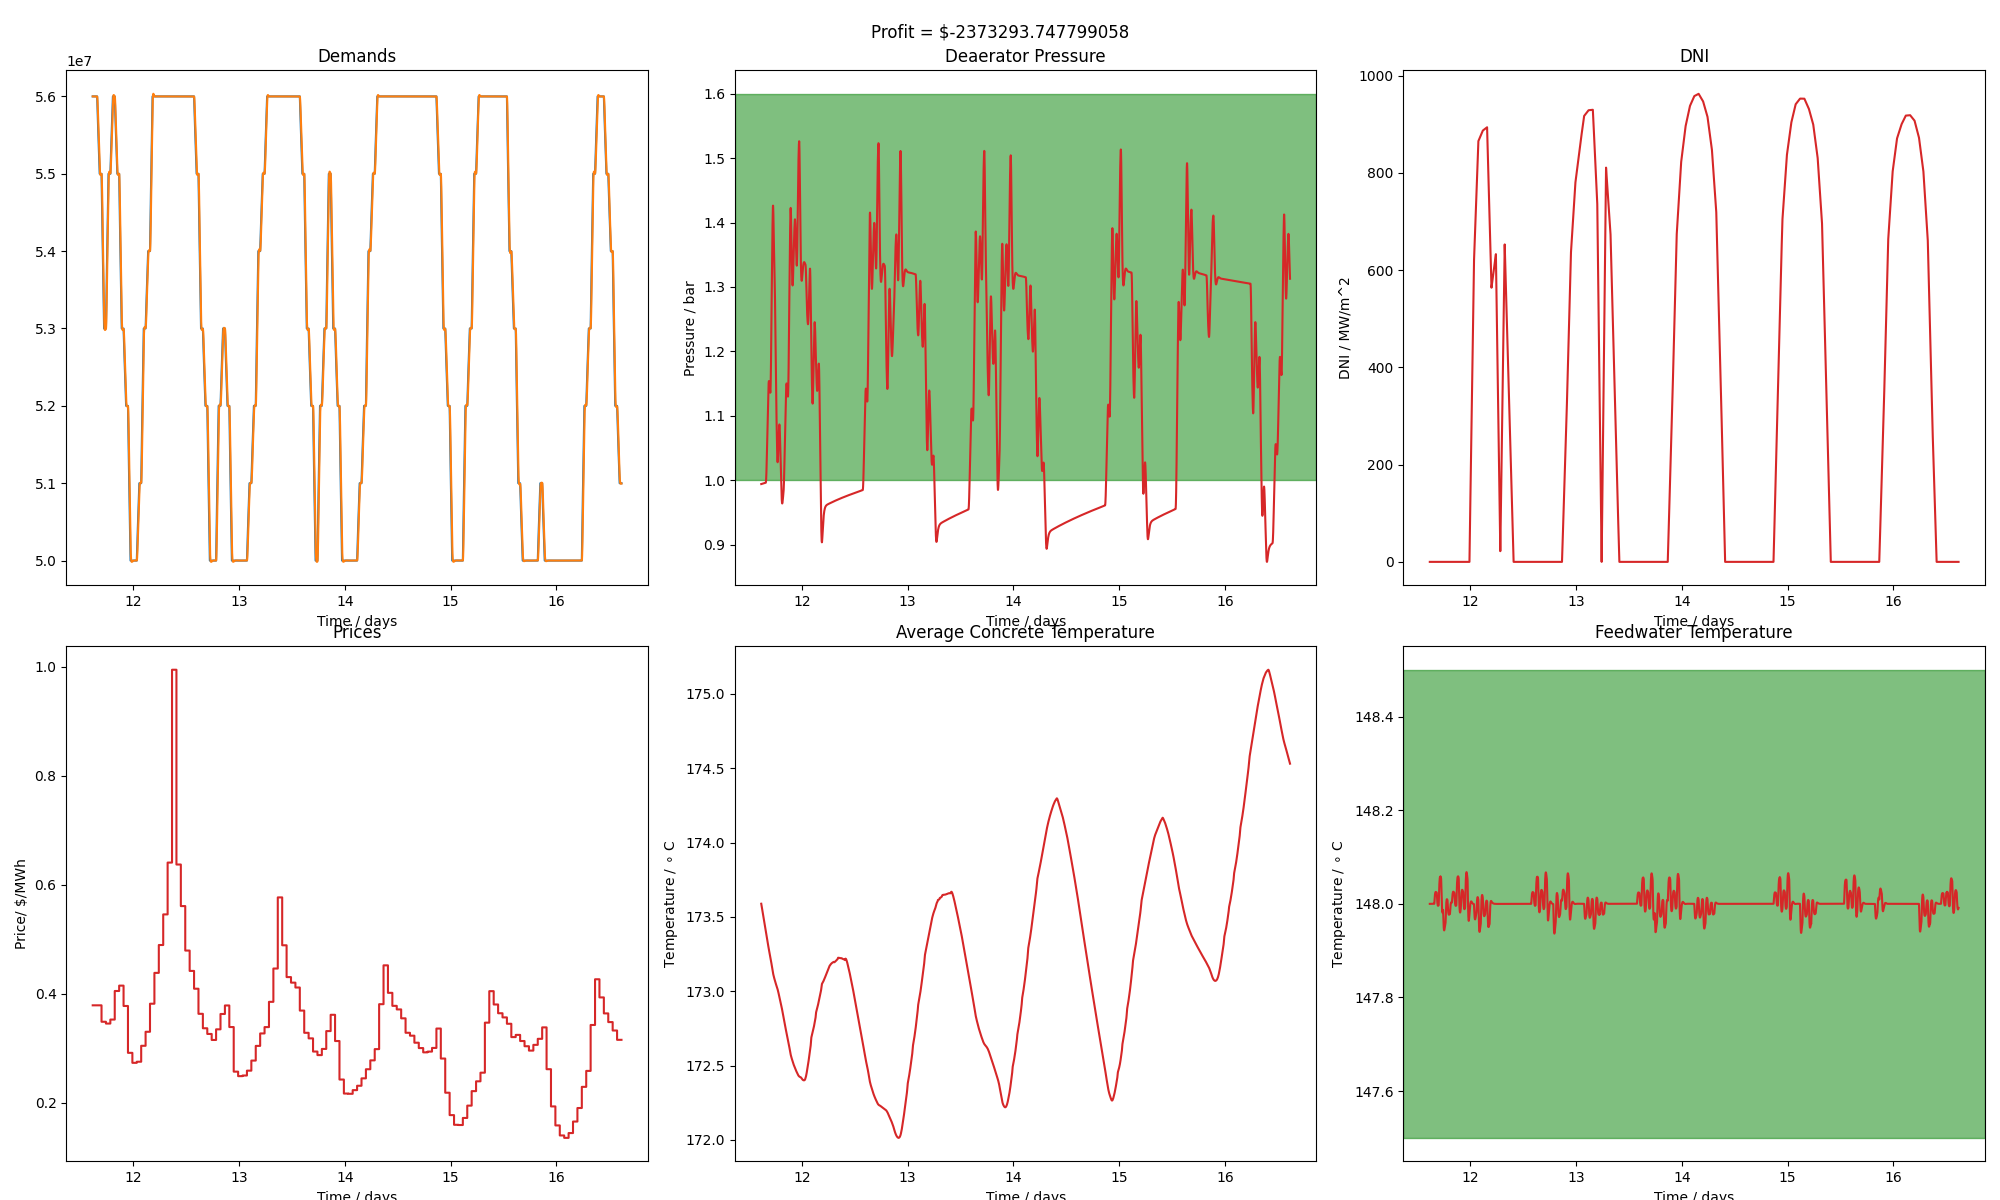 Profit = $-2373293.747799058
Demands
1e7
5.6
5.5
5.4
5.3
5.2
5.1
5.0
12 13 14 15 16
Time / days
Deaerator Pressure
Pressure / bar
1.6
1.5
1.4
1.3
1.2
1.1
1.0
0.9
12 13 14 15 16
Time / days
DNI
DNI / MW/m^2
1000
800
600
400
200
0
12 13 14 15 16
Time / days
Prices
Price/ $/MWh
1.0
0.8
0.6
0.4
0.2
12 13 14 15 16
Time / days
Average Concrete Temperature
Temperature / ∘ C
175.0
174.5
174.0
173.5
173.0
172.5
172.0
12 13 14 15 16
Time / days
Feedwater Temperature
Temperature / ∘ C
148.4
148.2
148.0
147.8
147.6
12 13 14 15 16
Time / days